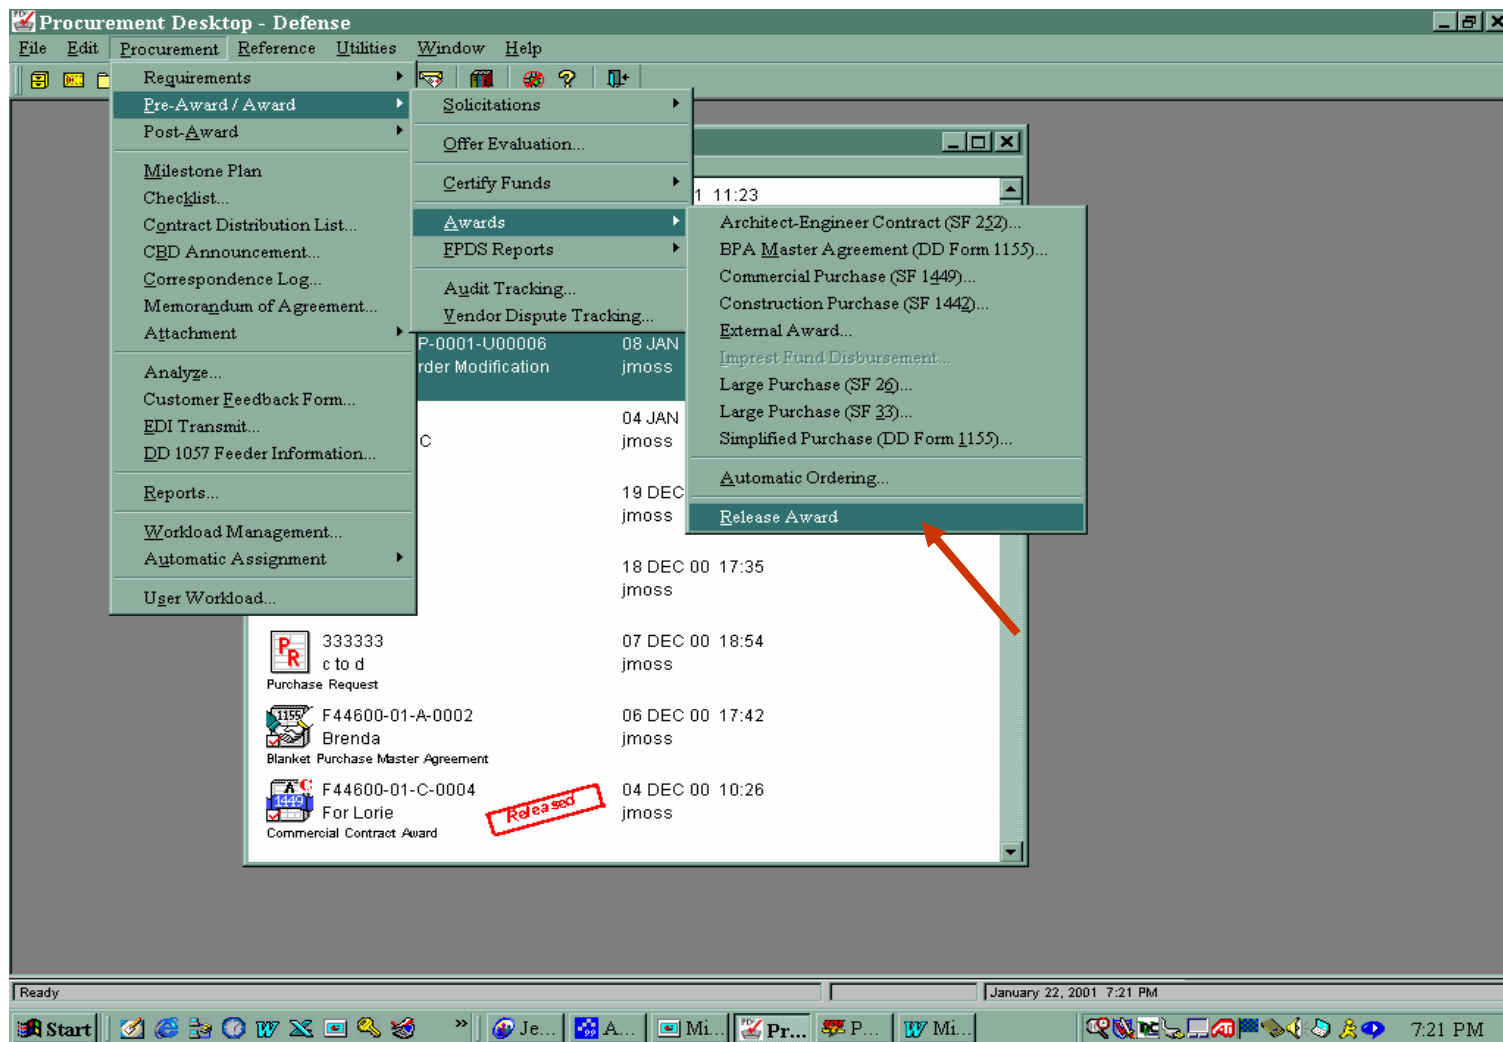 Procurement Desktop - Defense
File Edit Procurement Reference Utilities Window Help
Requirements
Pre-Award / Award
Post-Award
Milestone Plan
Checklist...
Contract Distribution List...
CBD Announcement...
Correspondence Log...
Memorandum of Agreement...
Attachment
Analyze...
Customer Feedback Form...
EDI Transmit...
DD 1057 Feeder Information...
Reports...
Workload Management...
Automatic Assignment
User Workload...
Solicitations
Offer Evaluation...
Certify Funds
Awards
FPDS Reports
Audit Tracking...
Vendor Dispute Tracking...
Architect-Engineer Contract (SF 252)...
BPA Master Agreement (DD Form 1155)...
Commercial Purchase (SF 1449)...
Construction Purchase (SF 1442)...
External Award...
Imprest Fund Disbursement...
Large Purchase (SF 26)...
Large Purchase (SF 33)...
Simplified Purchase (DD Form 1155)...
Automatic Ordering...
Release Award
1 11:23
P-0001-U00006 08 JAN
rder Modification jmoss
04 JAN
C jmoss
19 DEC
jmoss
18 DEC 00 17:35
jmoss
PR 333333 07 DEC 00 18:54
c to d jmoss
Purchase Request
1155 F44600-01-A-0002 06 DEC 00 17:42
Brenda jmoss
Blanket Purchase Master Agreement
A C 1449 F44600-01-C-0004 04 DEC 00 10:26
For Lorie Released jmoss
Commercial Contract Award
Ready January 22, 2001 7:21 PM
Start » Je... A... Mi... Pr... P... Mi... 7:21 PM